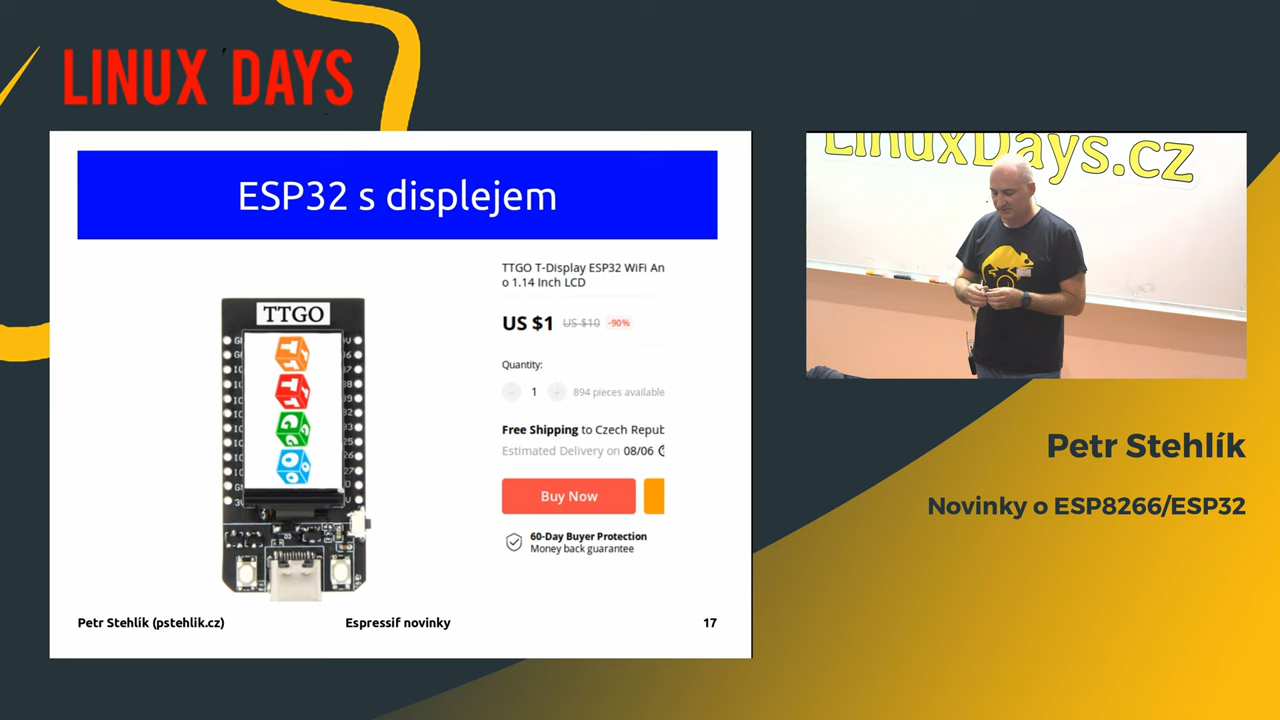 LINUX DAYS
ESP32 s displejem
TTGO T-Display ESP32 WiFi An
o 1.14 Inch LCD
US $1 US $10 -90%
Quantity:
− 1 + 894 pieces available
Free Shipping to Czech Repub
Estimated Delivery on 08/06
Buy Now
60-Day Buyer Protection
Money back guarantee
TTGO
Petr Stehlík (pstehlik.cz)
Espressif novinky
17
LinuxDays.cz
Petr Stehlík
Novinky o ESP8266/ESP32